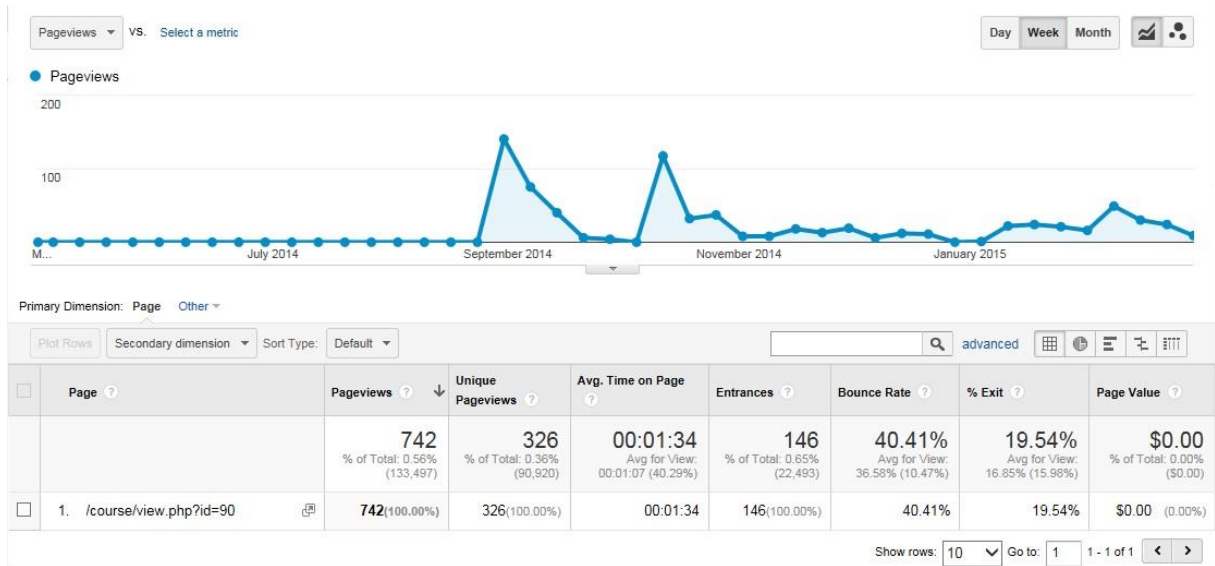 Pageviews VS. Select a metric Day Week Month
Pageviews
200
100
M... July 2014 September 2014 November 2014 January 2015
Primary Dimension: Page Other
Plot Rows Secondary dimension Sort Type: Default advanced
Page ? Pageviews ? Unique Pageviews ? Avg. Time on Page ? Entrances ? Bounce Rate ? % Exit ? Page Value ?
742 326 00:01:34 146 40.41% 19.54% $0.00
% of Total: 0.56% % of Total: 0.36% Avg for View: % of Total: 0.65% Avg for View: Avg for View: % of Total: 0.00%
(133,497) (90,920) 00:01:07 (40.29%) (22,493) 36.58% (10.47%) 16.85% (15.98%) ($0.00)
1. /course/view.php?id=90 742(100.00%) 326(100.00%) 00:01:34 146(100.00%) 40.41% 19.54% $0.00 (0.00%)
Show rows: 10 Go to: 1 1 - 1 of 1